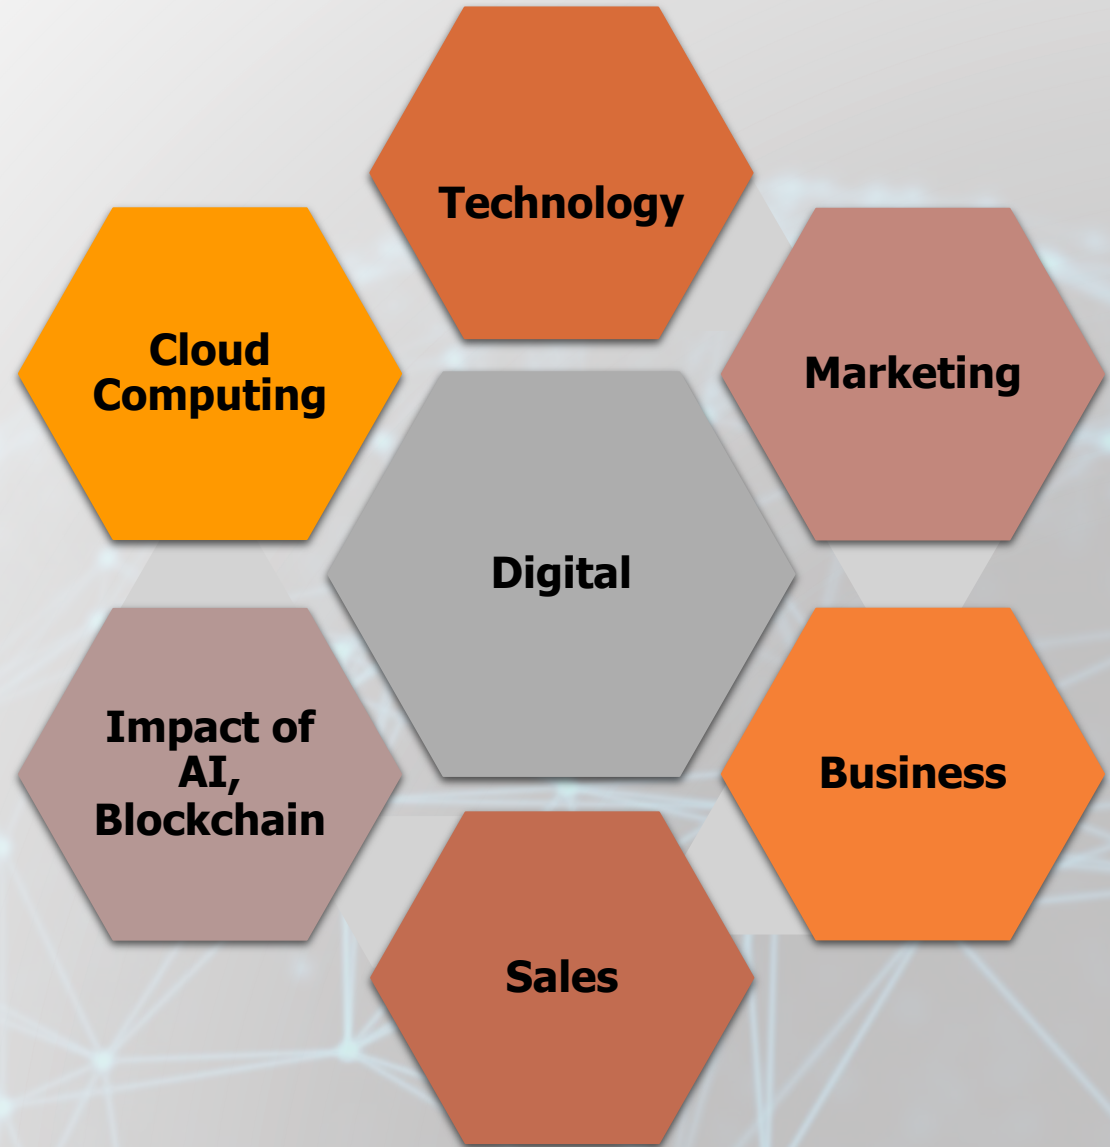 Technology
Cloud
Computing
Marketing
Digital
Impact of
AI,
Blockchain
Business
Sales